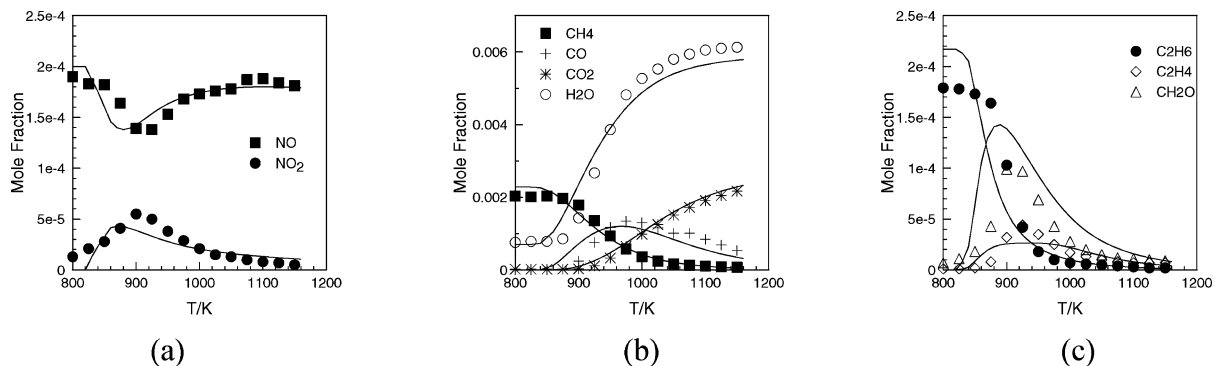 2.5e-4
2e-4
1.5e-4
1e-4
5e-5
0
Mole Fraction
NO
NO2
800 900 1000 1100 1200
T/K
(a)
0.006
0.004
0.002
0
Mole Fraction
CH4
CO
CO2
H2O
800 900 1000 1100 1200
T/K
(b)
2.5e-4
2e-4
1.5e-4
1e-4
5e-5
0
Mole Fraction
C2H6
C2H4
CH2O
800 900 1000 1100 1200
T/K
(c)